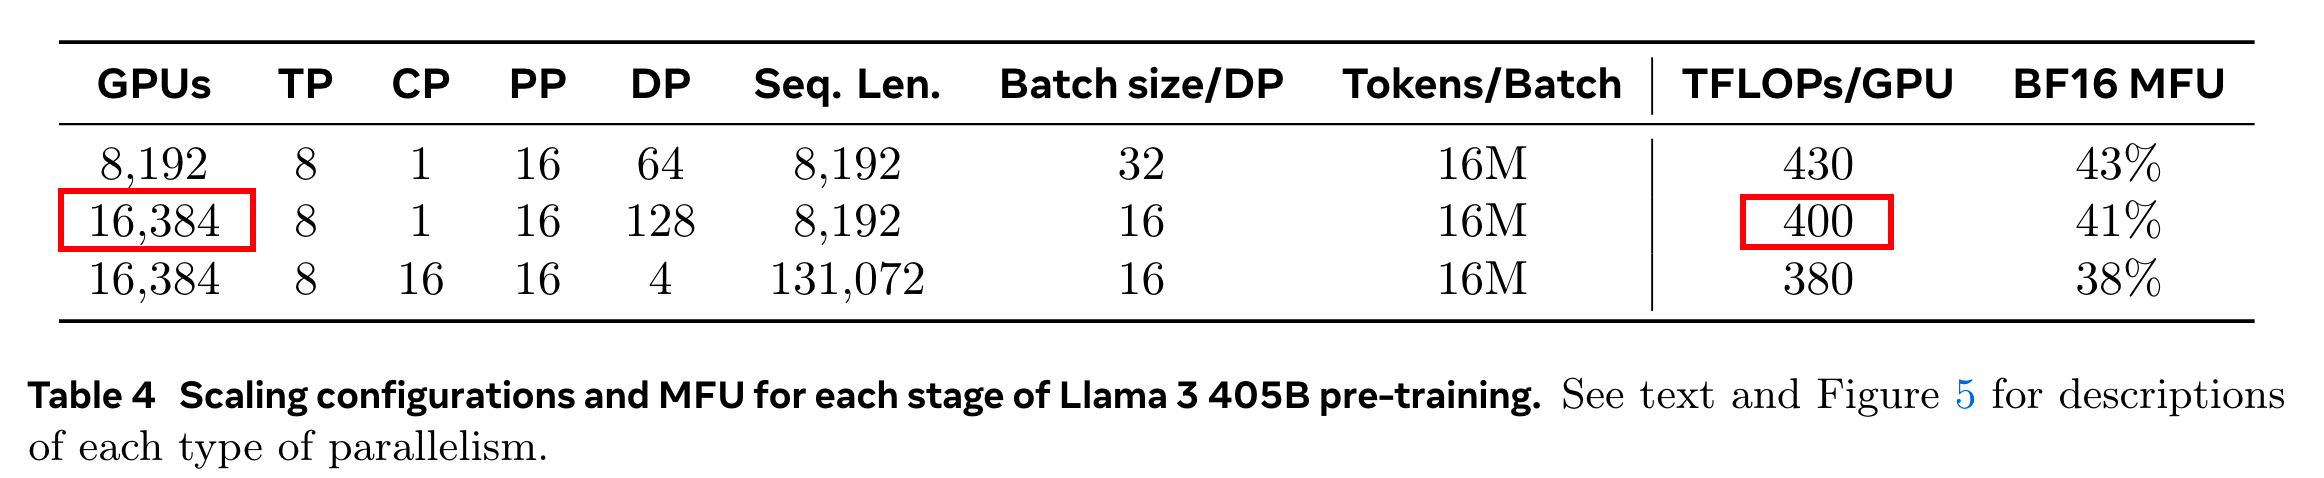 GPUs TP CP PP DP Seq. Len. Batch size/DP Tokens/Batch TFLOPs/GPU BF16 MFU
8,192 8 1 16 64 8,192 32 16M 430 43%
16,384 8 1 16 128 8,192 16 16M 400 41%
16,384 8 16 16 4 131,072 16 16M 380 38%
Table 4 Scaling configurations and MFU for each stage of Llama 3 405B pre-training. See text and Figure 5 for descriptions
of each type of parallelism.